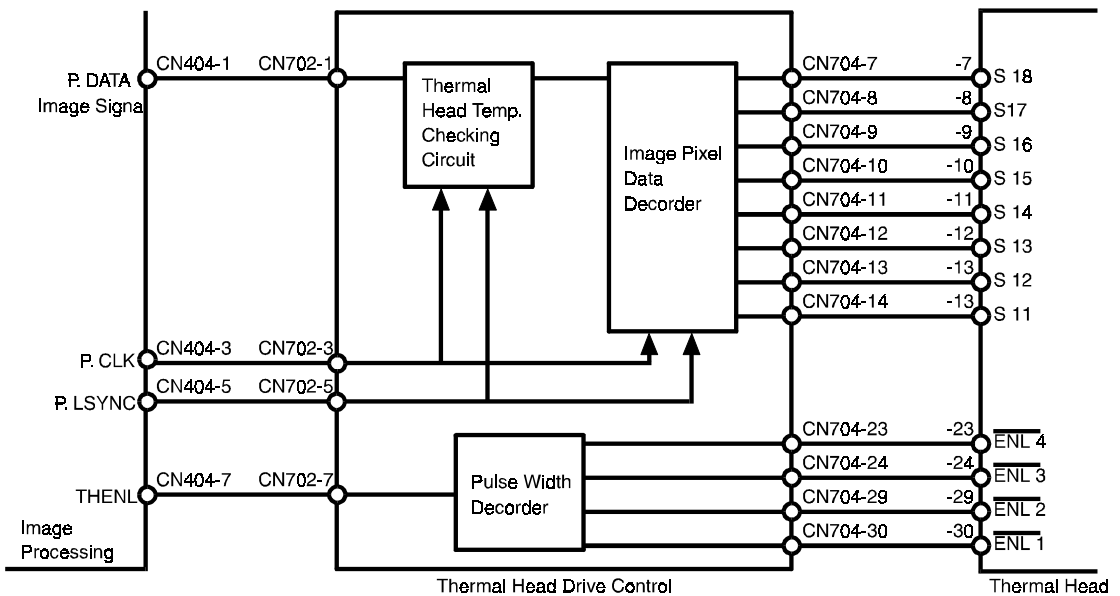 P. DATA
Image Signa
CN404-1
CN702-1
Thermal
Head Temp.
Checking
Circuit
Image Pixel
Data
Decorder
CN704-7
-7
S 18
CN704-8
-8
S17
CN704-9
-9
S 16
CN704-10
-10
S 15
CN704-11
-11
S 14
CN704-12
-12
S 13
CN704-13
-13
S 12
CN704-14
-13
S 11
P. CLK
CN404-3
CN702-3
P. LSYNC
CN404-5
CN702-5
THENL
CN404-7
CN702-7
Pulse Width
Decorder
CN704-23
-23
ENL 4
CN704-24
-24
ENL 3
CN704-29
-29
ENL 2
CN704-30
-30
ENL 1
Image
Processing
Thermal Head Drive Control
Thermal Head